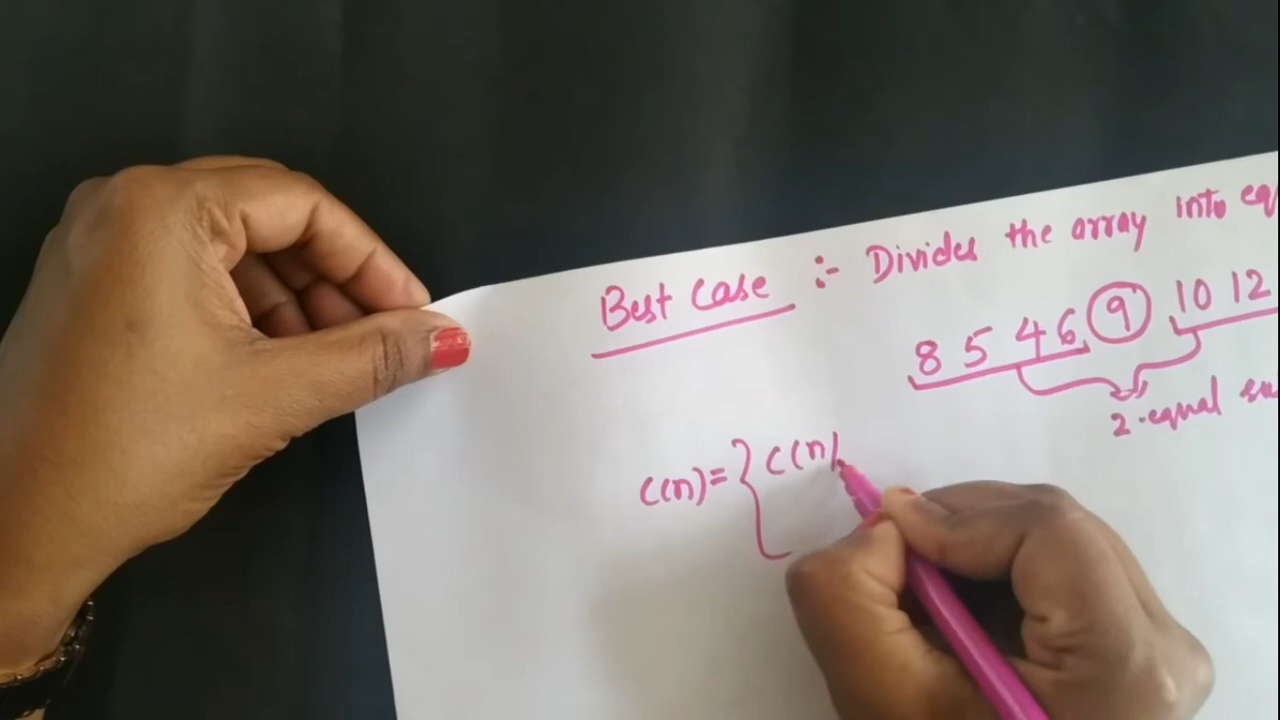 Best Case :- Divides the array into
8 5 4 6 9 10 12
2-equal
C(n)= { C(n)